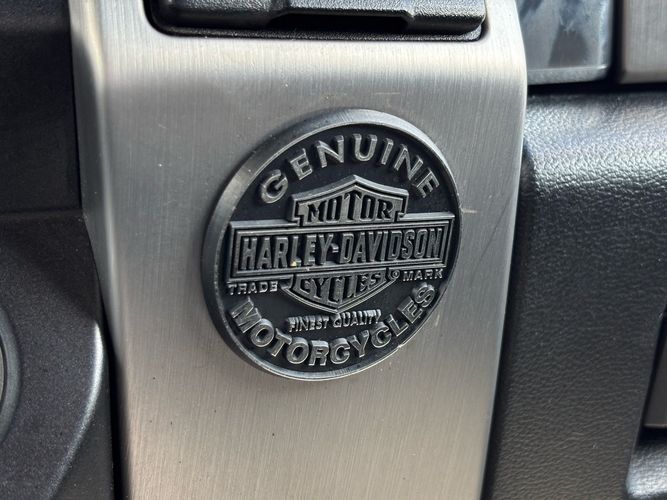 GENUINE
MOTOR
HARLEY-DAVIDSON
TRADE MARK
CYCLES
FINEST QUALITY
MOTORCYCLES